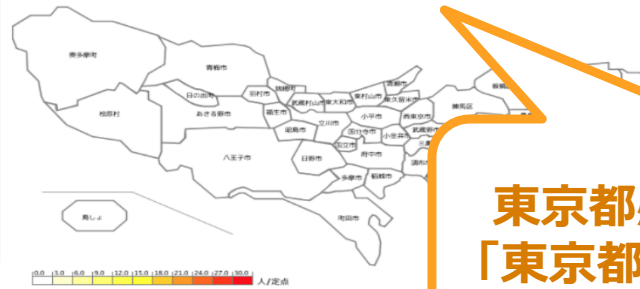 奥多摩町
青梅市
瑞穂町
清瀬市
日の出町
羽村市
武蔵村山市
東大和市
東村山市
東久留米市
練馬区
檜原村
あきる野市
福生市
立川市
小平市
西東京市
昭島市
国分寺市
小金井市
武蔵野市
八王子市
日野市
国立市
府中市
調布
多摩市
稲城市
島しょ
町田市
東京都
「東京都
0.0 3.0 6.0 9.0 12.0 15.0 18.0 21.0 24.0 27.0 30.0 人/定点